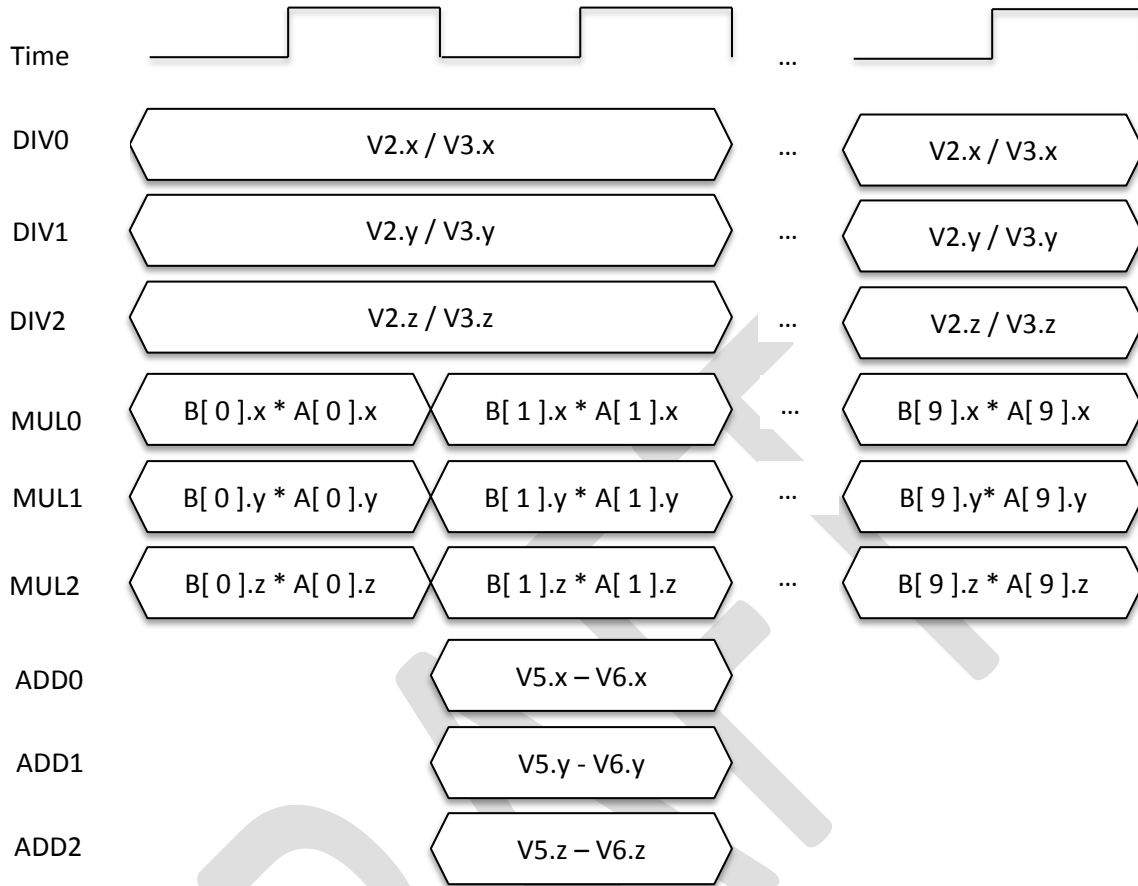 Time ...
DIV0 V2.x / V3.x ... V2.x / V3.x
DIV1 V2.y / V3.y ... V2.y / V3.y
DIV2 V2.z / V3.z ... V2.z / V3.z
MUL0 B[ 0 ].x * A[ 0 ].x B[ 1 ].x * A[ 1 ].x ... B[ 9 ].x * A[ 9 ].x
MUL1 B[ 0 ].y * A[ 0 ].y B[ 1 ].y * A[ 1 ].y ... B[ 9 ].y* A[ 9 ].y
MUL2 B[ 0 ].z * A[ 0 ].z B[ 1 ].z * A[ 1 ].z ... B[ 9 ].z * A[ 9 ].z
ADD0 V5.x – V6.x
ADD1 V5.y - V6.y
ADD2 V5.z – V6.z